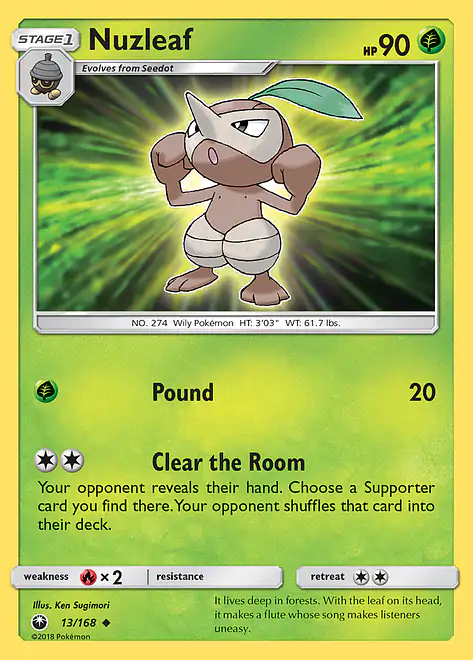 STAGE 1 Nuzleaf HP 90
Evolves from Seedot
NO. 274 Wily Pokémon HT: 3'03" WT: 61.7 lbs.
Pound 20
Clear the Room
Your opponent reveals their hand. Choose a Supporter
card you find there. Your opponent shuffles that card into
their deck.
weakness × 2 resistance retreat
Illus. Ken Sugimori
13/168
©2018 Pokémon
It lives deep in forests. With the leaf on its head,
it makes a flute whose song makes listeners
uneasy.